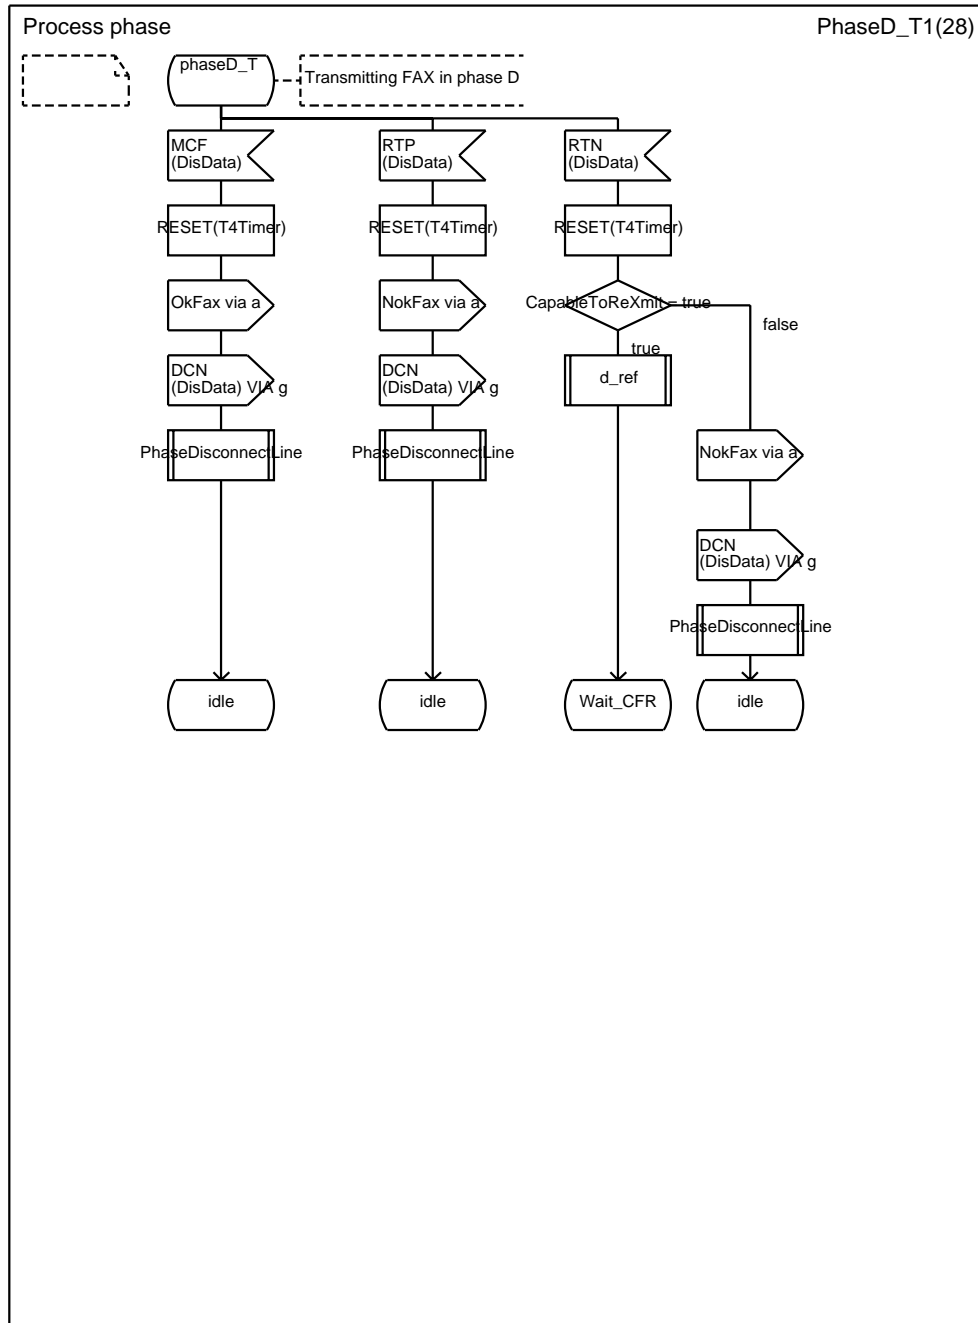 Process phase
PhaseD_T1(28)
phaseD_T
Transmitting FAX in phase D
MCF
(DisData)
RTP
(DisData)
RTN
(DisData)
RESET(T4Timer)
RESET(T4Timer)
RESET(T4Timer)
OkFax via a
NokFax via a
CapableToReXmit = true
false
true
DCN
(DisData) VIA g
DCN
(DisData) VIA g
d_ref
PhaseDisconnectLine
PhaseDisconnectLine
NokFax via a
DCN
(DisData) VIA g
PhaseDisconnectLine
idle
idle
Wait_CFR
idle